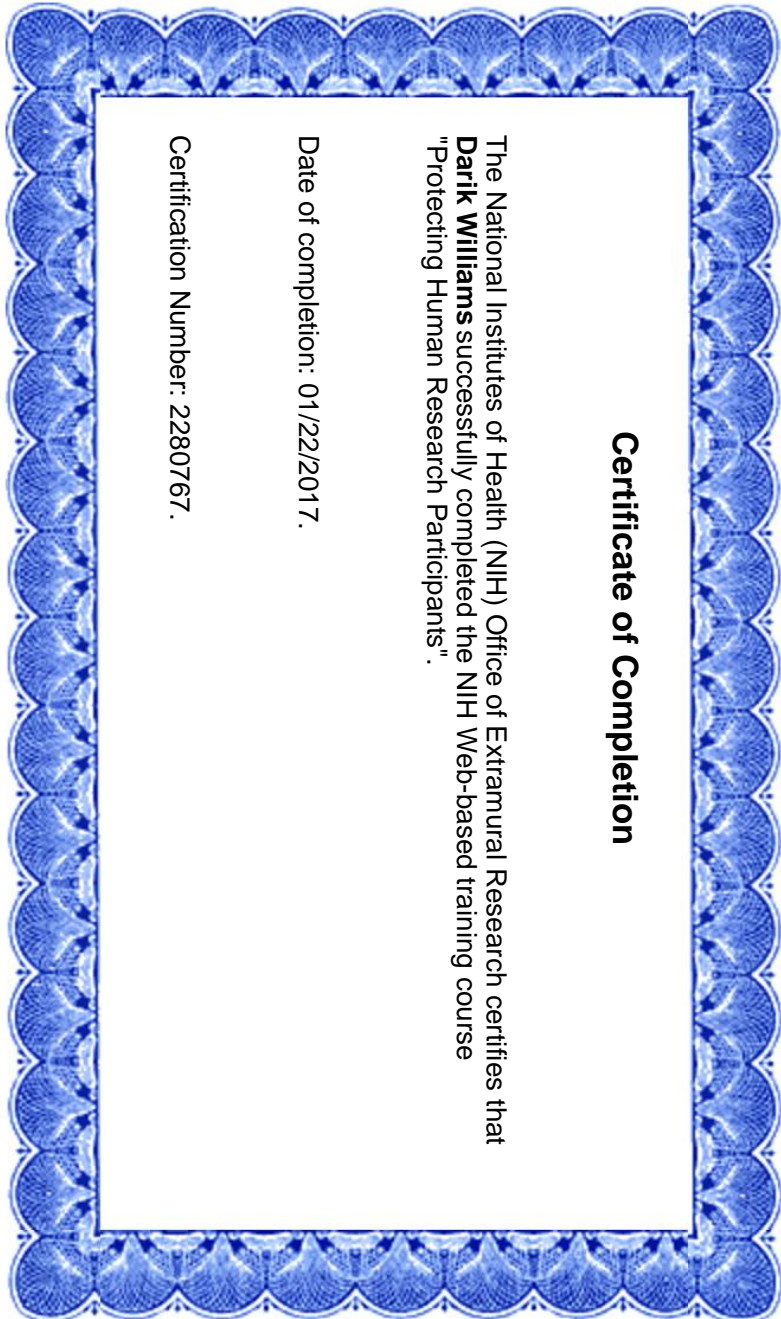 Certificate of Completion
The National Institutes of Health (NIH) Office of Extramural Research certifies that
Darik Williams successfully completed the NIH Web-based training course
"Protecting Human Research Participants".
Date of completion: 01/22/2017.
Certification Number: 2280767.